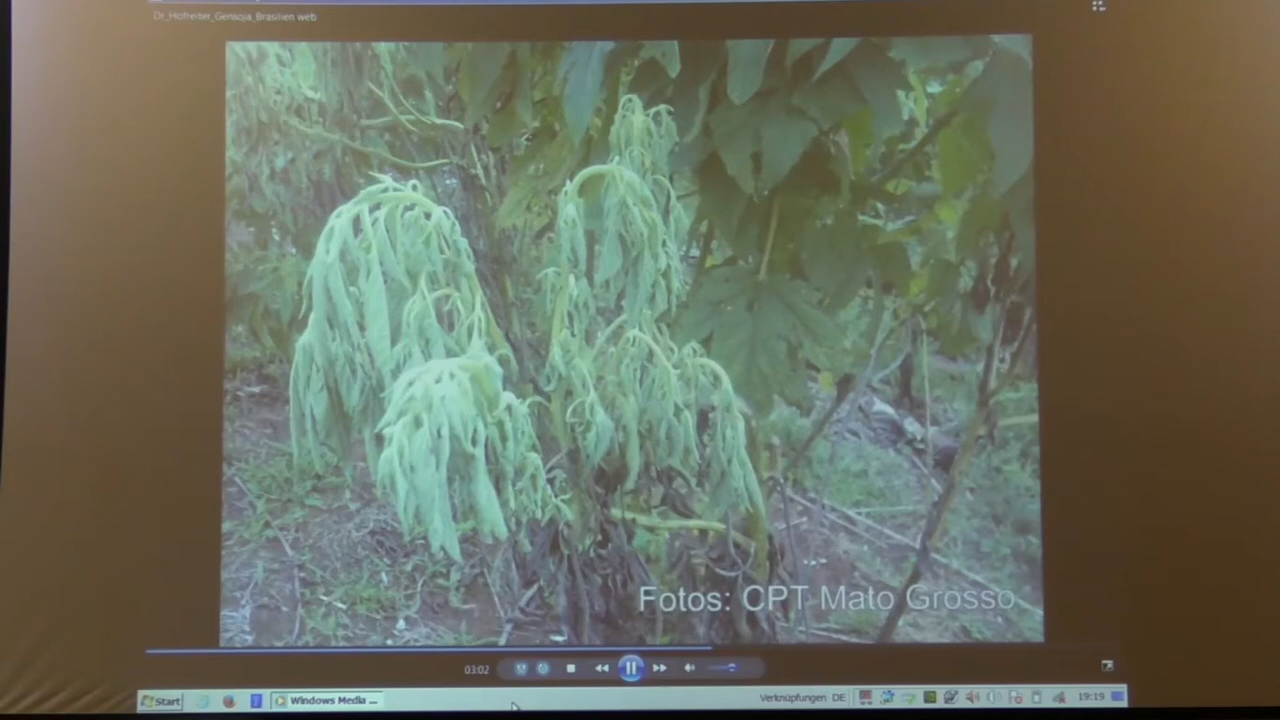 Dr_Hofreiter_Gensoja_Brasilien web
Fotos: CPT Mato Grosso
03:02
Start
Windows Media ...
Verknüpfungen DE
19:19